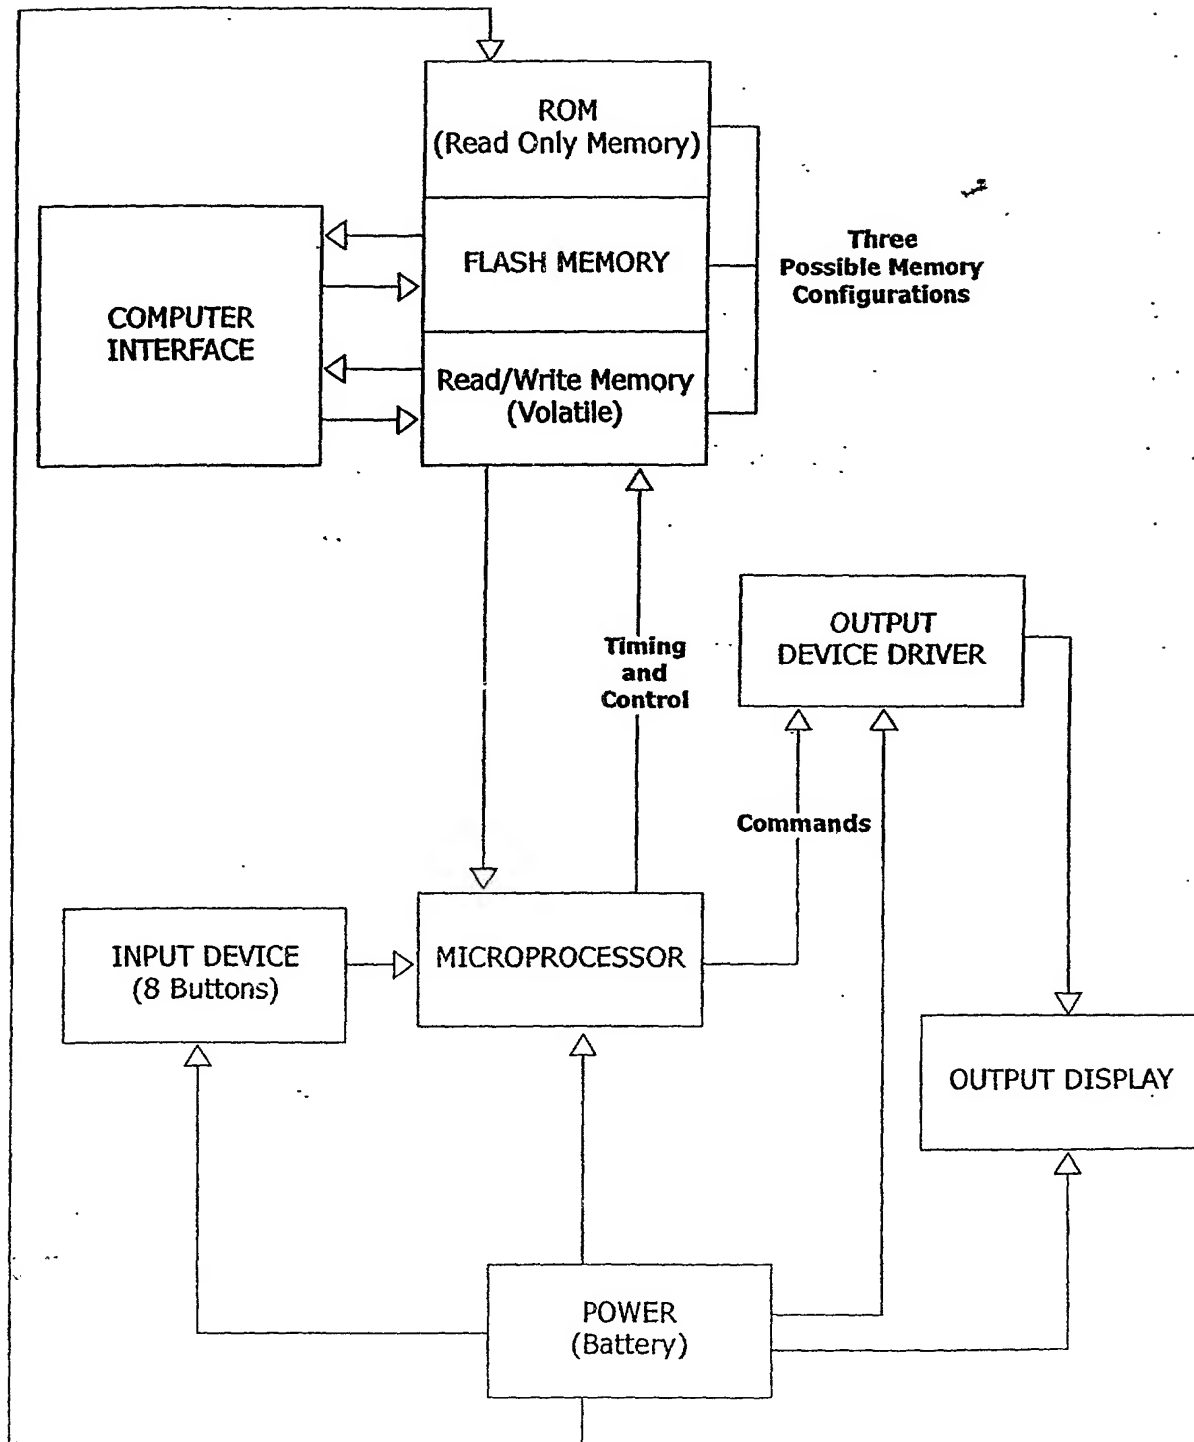 ROM
(Read Only Memory)
FLASH MEMORY
Read/Write Memory
(Volatile)
Three
Possible Memory
Configurations
COMPUTER
INTERFACE
Timing
and
Control
OUTPUT
DEVICE DRIVER
Commands
INPUT DEVICE
(8 Buttons)
MICROPROCESSOR
OUTPUT DISPLAY
POWER
(Battery)